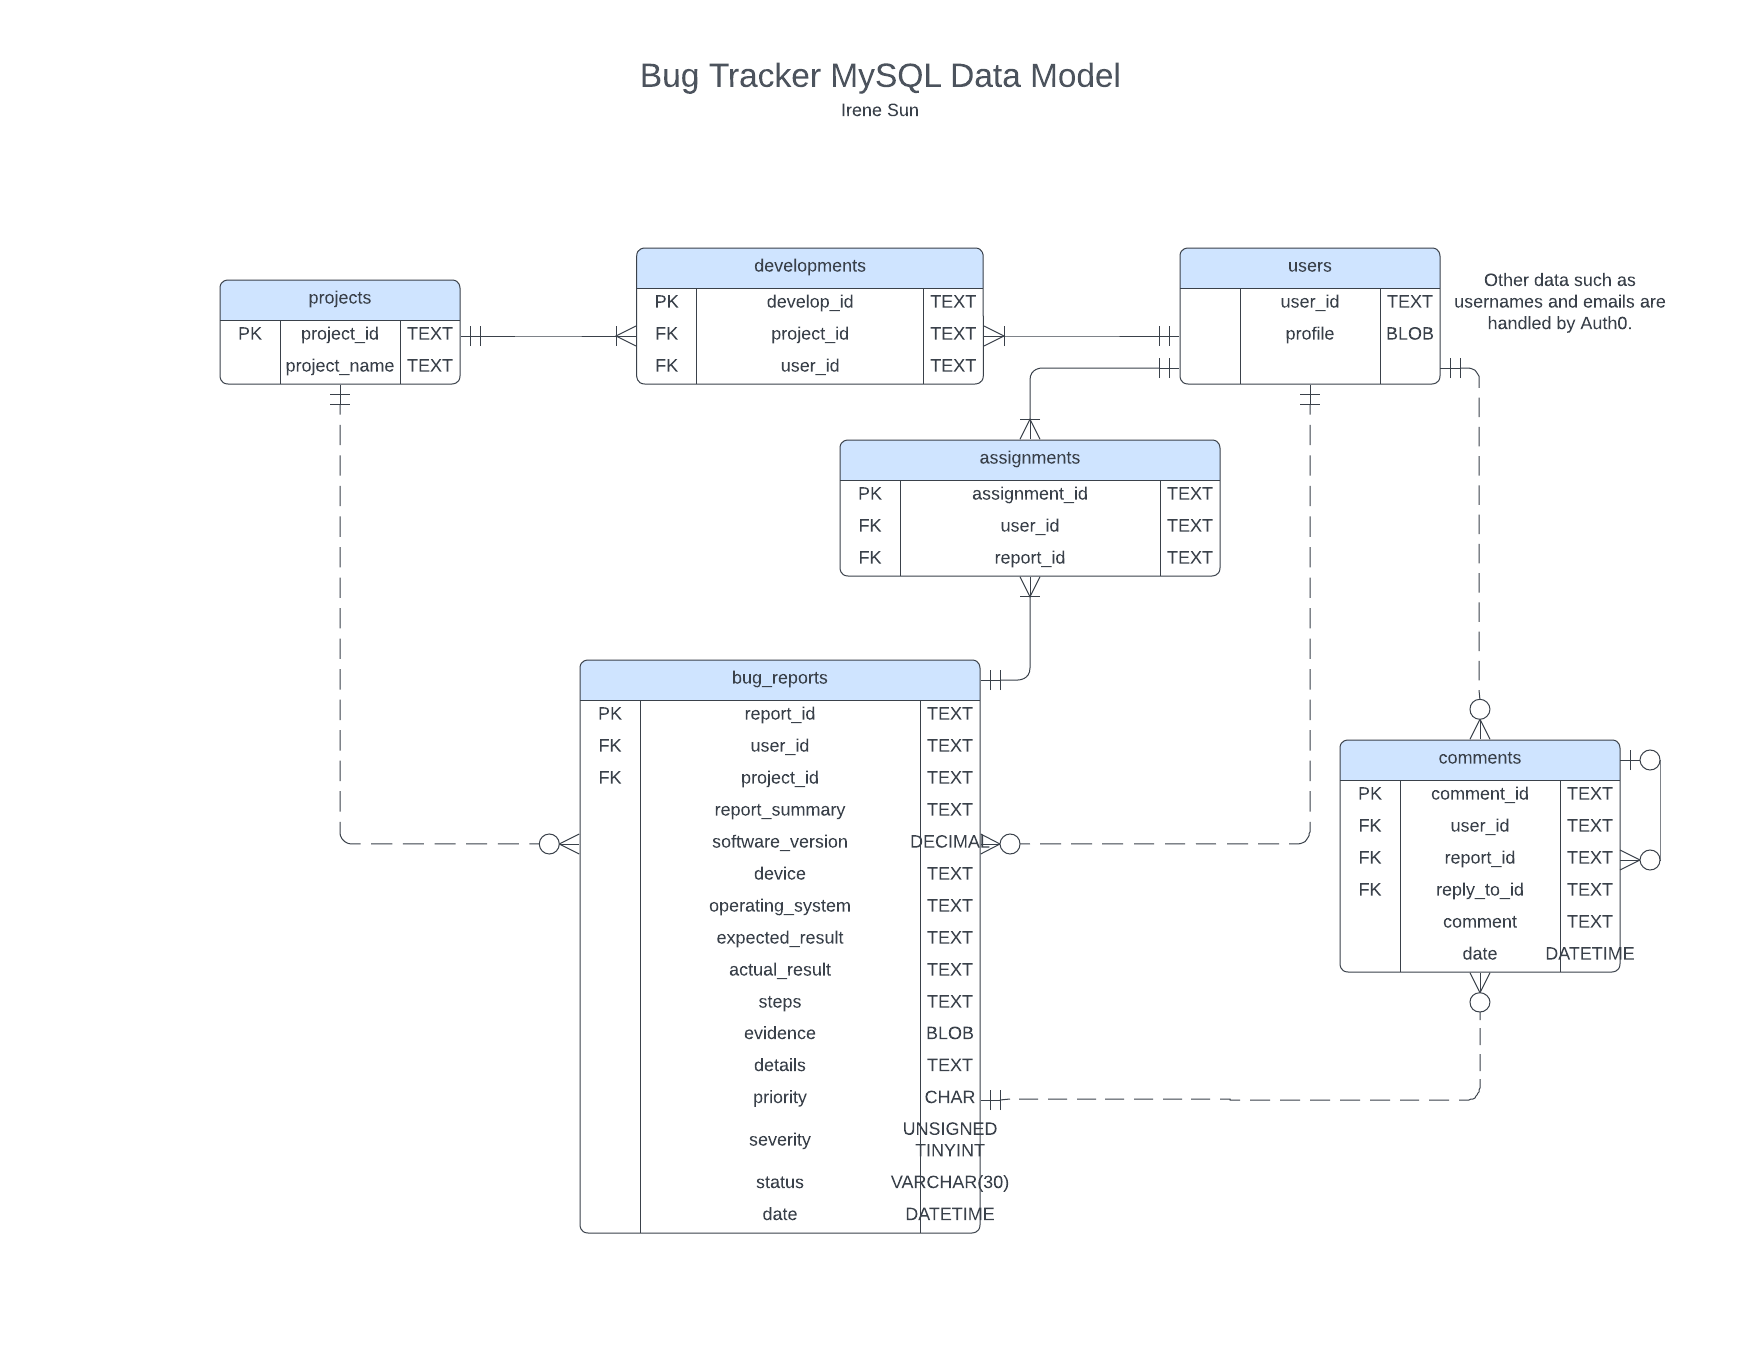 Bug Tracker MySQL Data Model
Irene Sun
projects
PK project_id TEXT
project_name TEXT
developments
PK develop_id TEXT
FK project_id TEXT
FK user_id TEXT
users
user_id TEXT
profile BLOB
Other data such as
usernames and emails are
handled by Auth0.
assignments
PK assignment_id TEXT
FK user_id TEXT
FK report_id TEXT
bug_reports
PK report_id TEXT
FK user_id TEXT
FK project_id TEXT
report_summary TEXT
software_version DECIMAL
device TEXT
operating_system TEXT
expected_result TEXT
actual_result TEXT
steps TEXT
evidence BLOB
details TEXT
priority CHAR
severity UNSIGNED
TINYINT
status VARCHAR(30)
date DATETIME
comments
PK comment_id TEXT
FK user_id TEXT
FK report_id TEXT
FK reply_to_id TEXT
comment TEXT
date DATETIME